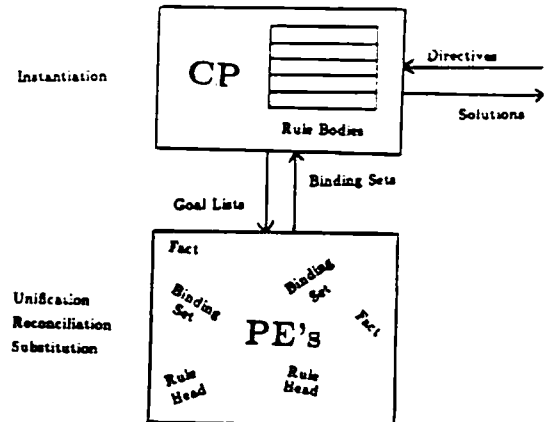 Instantiation
CP
Rule Bodies
Directives
Solutions
Goal Lists
Binding Sets
Unification
Reconciliation
Substitution
Fact
Binding
Set
Binding
Set
Fact
PE's
Rule
Head
Rule
Head